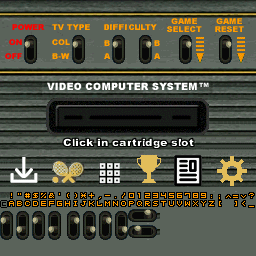 POWER TV TYPE DIFFICULTY GAME SELECT GAME RESET
ON COL B B
OFF B-W A A
VIDEO COMPUTER SYSTEM™
Click in cartridge slot
!"#$%&'()*+,-./0123456789:;<=>?
@ABCDEFGHIJKLMNOPQRSTUVWXYZ[\]^_